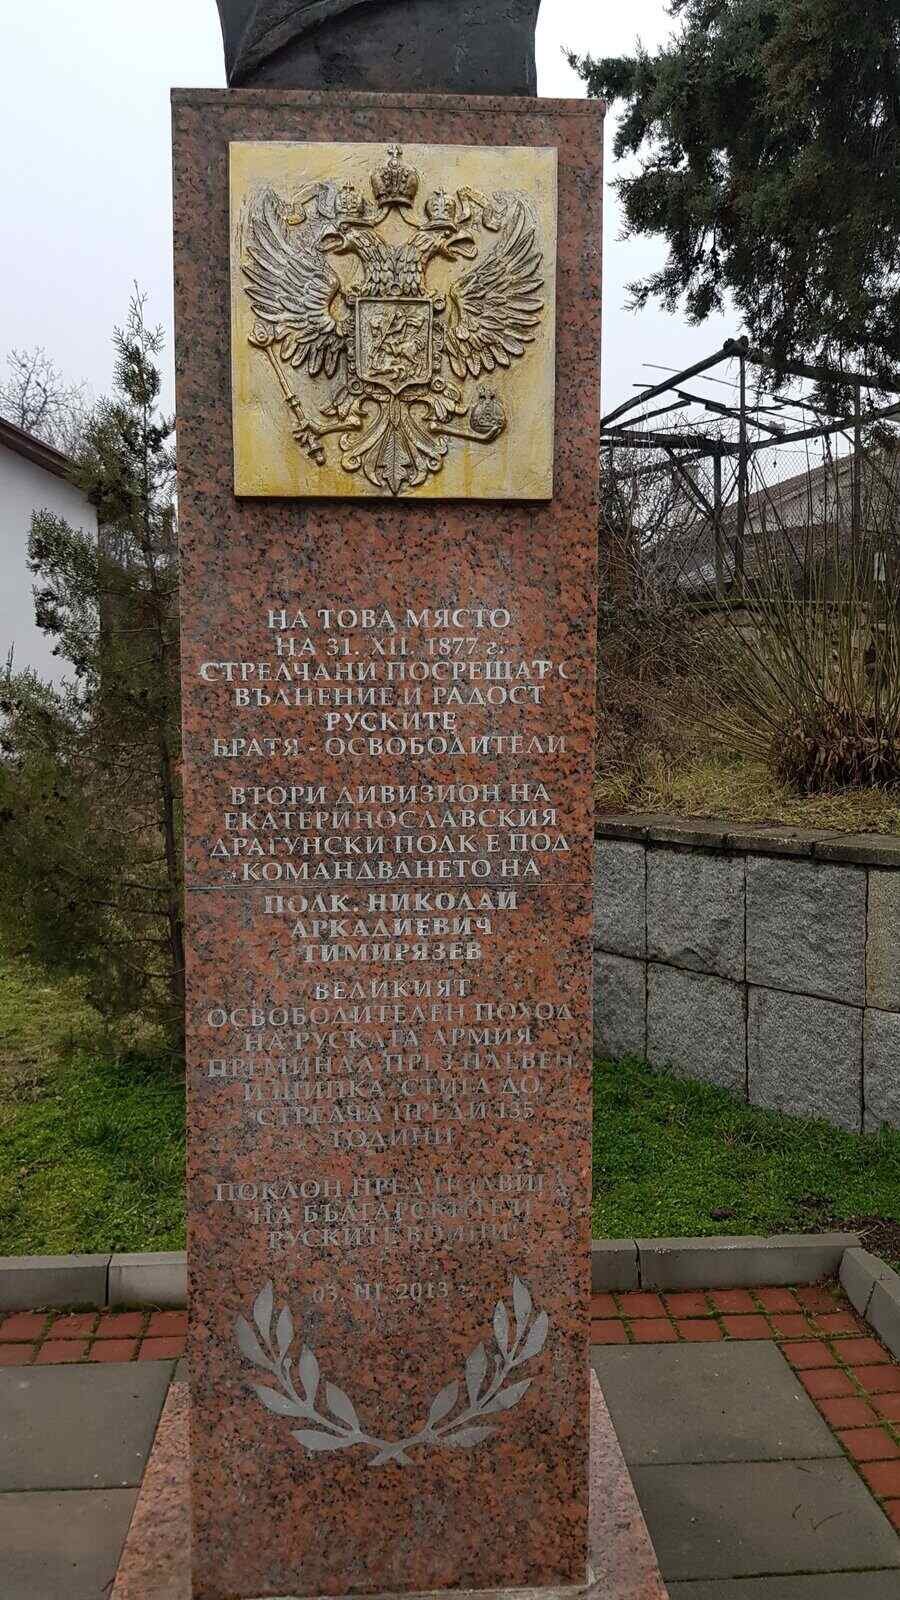 НА ТОВА МЯСТО
НА 31. XII. 1877 г.
СТРЕЛЧАНИ ПОСРЕЩАТ С
ВЪЛНЕНИЕ И РАДОСТ
РУСКИТЕ
БРАТЯ - ОСВОБОДИТЕЛИ
ВТОРИ ДИВИЗИОН НА
ЕКАТЕРИНОСЛАВСКИЯ
ДРАГУНСКИ ПОЛК Е ПОД
КОМАНДВАНЕТО НА
ПОЛК. НИКОЛАЙ
АРКАДИЕВИЧ
ТИМИРЯЗЕВ
ВЕЛИКИЯТ
ОСВОБОДИТЕЛЕН ПОХОД
НА РУСКАТА АРМИЯ
ПРЕМИНАЛ ПРЕЗ ПЛЕВЕН
И ШИПКА СТИГА ДО
СТРЕЛЧА ПРЕДИ 135
ГОДИНИ
ПОКЛОН ПРЕД ПОДВИГА
НА БЪЛГАРСКИТЕ И
РУСКИТЕ ВОЙНИ
03. III. 2013